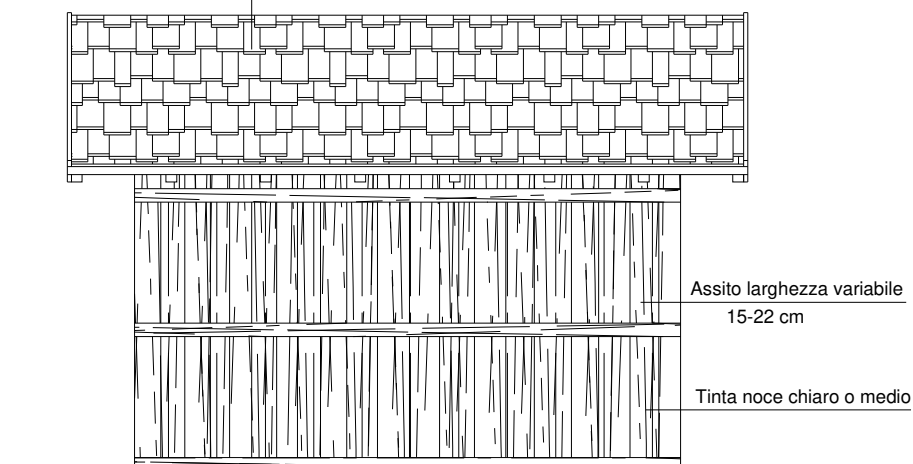 Assito larghezza variabile
15-22 cm
Tinta noce chiaro o medio